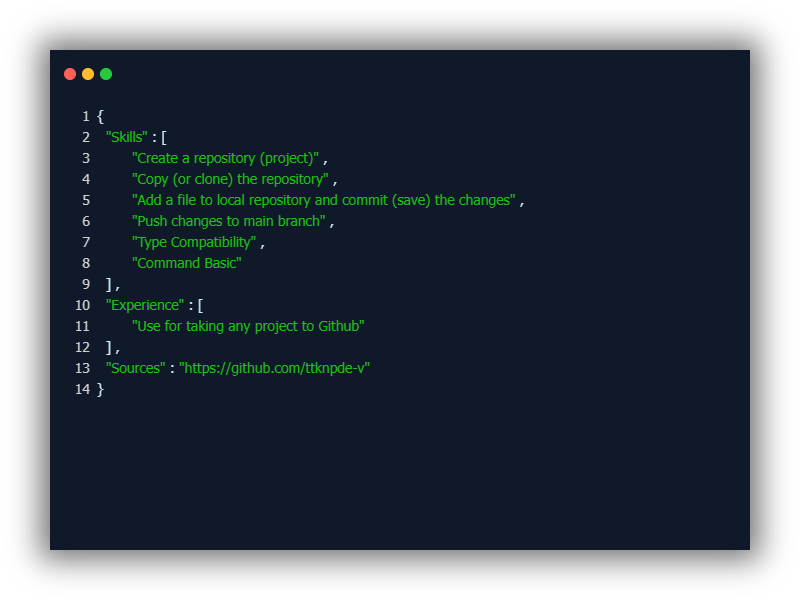 1 {
2 "Skills" : [
3 "Create a repository (project)" ,
4 "Copy (or clone) the repository" ,
5 "Add a file to local repository and commit (save) the changes" ,
6 "Push changes to main branch" ,
7 "Type Compatibility" ,
8 "Command Basic"
9 ] ,
10 "Experience" : [
11 "Use for taking any project to Github"
12 ] ,
13 "Sources" : "https://github.com/ttknpde-v"
14 }